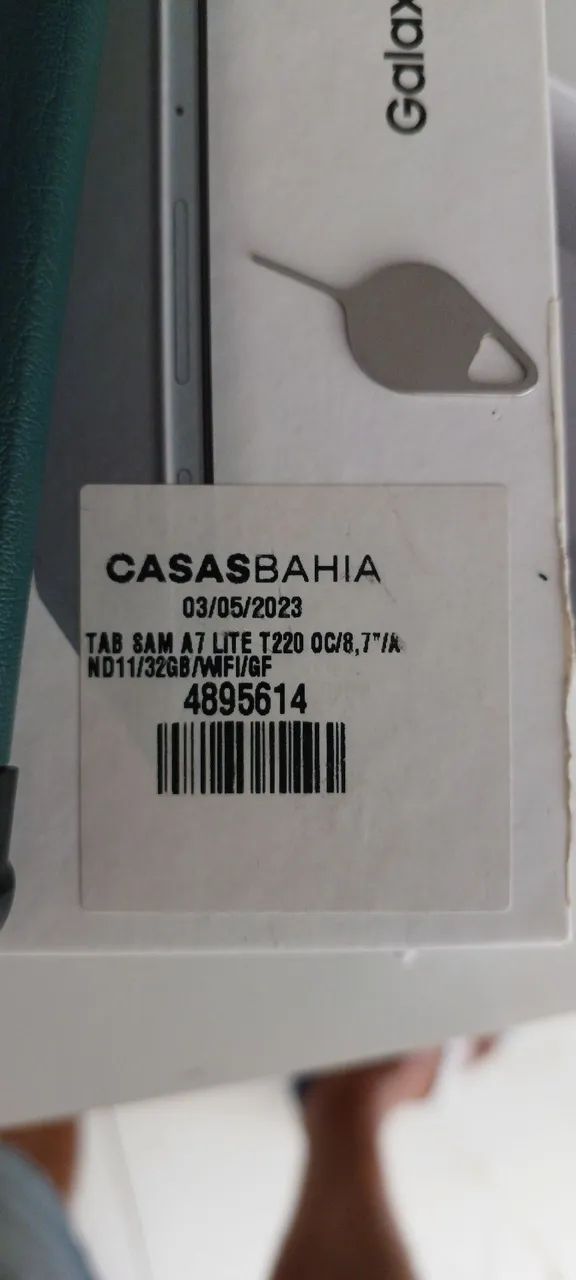 Galax
CASASBAHIA
03/05/2023
TAB SAM A7 LITE T220 OC/8,7"/A
ND11/32GB/WIFI/GF
4895614